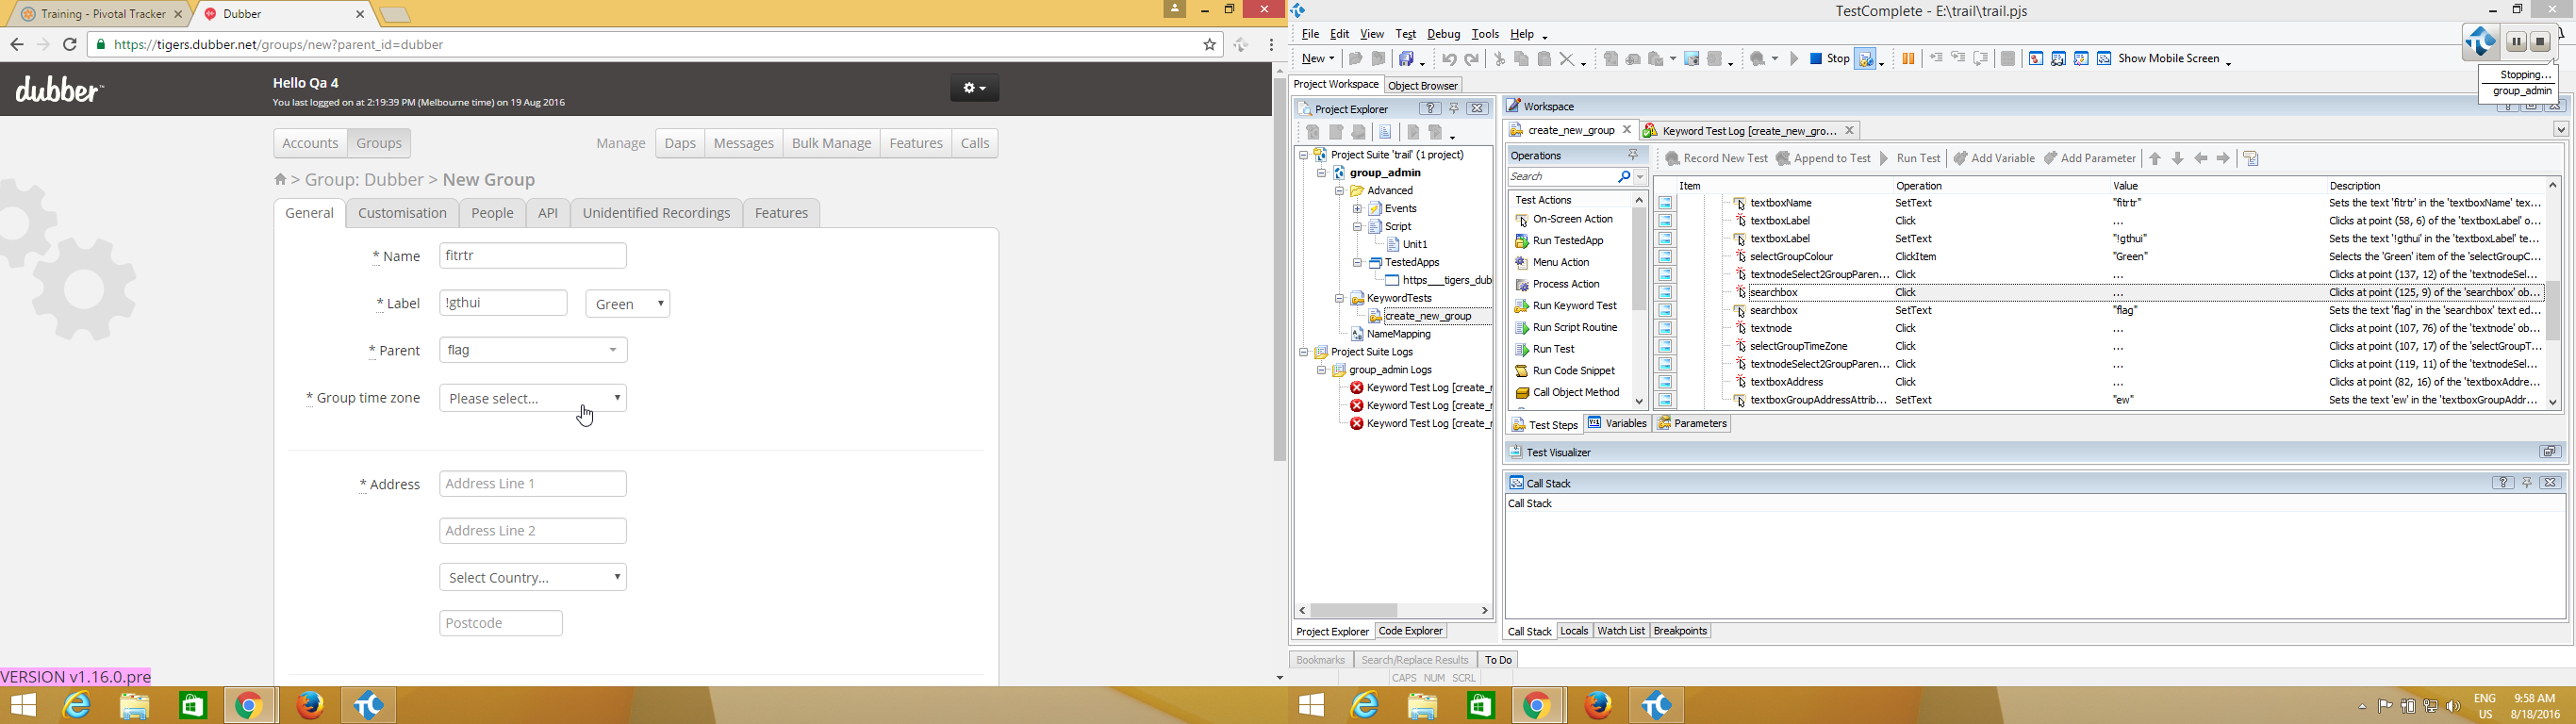 Training - Pivotal Tracker
Dubber
https://tigers.dubber.net/groups/new?parent_id=dubber
dubber
Hello Qa 4
You last logged on at 2:19:39 PM (Melbourne time) on 19 Aug 2016
Accounts Groups
Manage Daps Messages Bulk Manage Features Calls
> Group: Dubber > New Group
General Customisation People API Unidentified Recordings Features
* Name fitrtr
* Label !gthui Green
* Parent flag
* Group time zone Please select...
* Address Address Line 1
Address Line 2
Select Country...
Postcode
VERSION v1.16.0.pre
TestComplete - E:\trail\trail.pjs
File Edit View Test Debug Tools Help
New Stop Show Mobile Screen
Stopping...
group_admin
Project Workspace Object Browser
Project Explorer
Project Suite 'trail' (1 project)
group_admin
Advanced
Events
Script
Unit1
TestedApps
https___tigers_dub
KeywordTests
create_new_group
NameMapping
Project Suite Logs
group_admin Logs
Keyword Test Log [create_r
Keyword Test Log [create_r
Keyword Test Log [create_r
Project Explorer Code Explorer
Workspace
create_new_group Keyword Test Log [create_new_gro...
Operations
Search
Test Actions
On-Screen Action
Run TestedApp
Menu Action
Process Action
Run Keyword Test
Run Script Routine
Run Test
Run Code Snippet
Call Object Method
Record New Test Append to Test Run Test Add Variable Add Parameter
Item Operation Value Description
textboxName SetText "fitrtr" Sets the text 'fitrtr' in the 'textboxName' tex...
textboxLabel Click ... Clicks at point (58, 6) of the 'textboxLabel' o...
textboxLabel SetText "!gthui" Sets the text '!gthui' in the 'textboxLabel' te...
selectGroupColour ClickItem "Green" Selects the 'Green' item of the 'selectGroupC...
textnodeSelect2GroupParen... Click ... Clicks at point (137, 12) of the 'textnodeSel...
searchbox Click ... Clicks at point (125, 9) of the 'searchbox' ob...
searchbox SetText "flag" Sets the text 'flag' in the 'searchbox' text ed...
textnode Click ... Clicks at point (107, 76) of the 'textnode' ob...
selectGroupTimeZone Click ... Clicks at point (107, 17) of the 'selectGroupT...
textnodeSelect2GroupParen... Click ... Clicks at point (119, 11) of the 'textnodeSel...
textboxAddress Click ... Clicks at point (82, 16) of the 'textboxAddre...
textboxGroupAddressAttrib... SetText "ew" Sets the text 'ew' in the 'textboxGroupAddr...
Test Steps Variables Parameters
Test Visualizer
Call Stack
Call Stack
Call Stack Locals Watch List Breakpoints
Bookmarks Search/Replace Results To Do
CAPS NUM SCRL
ENG
US
9:58 AM
8/18/2016